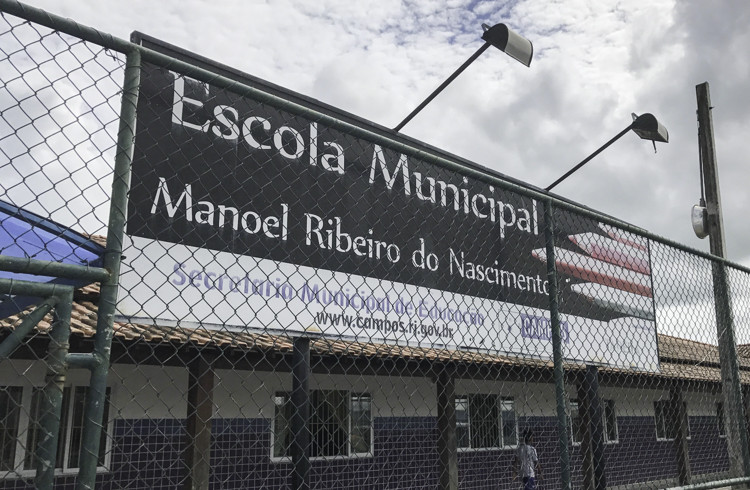 Escola Municipal
Manoel Ribeiro do Nascimento
Secretaria Municipal de Educação
www.campos.rj.gov.br